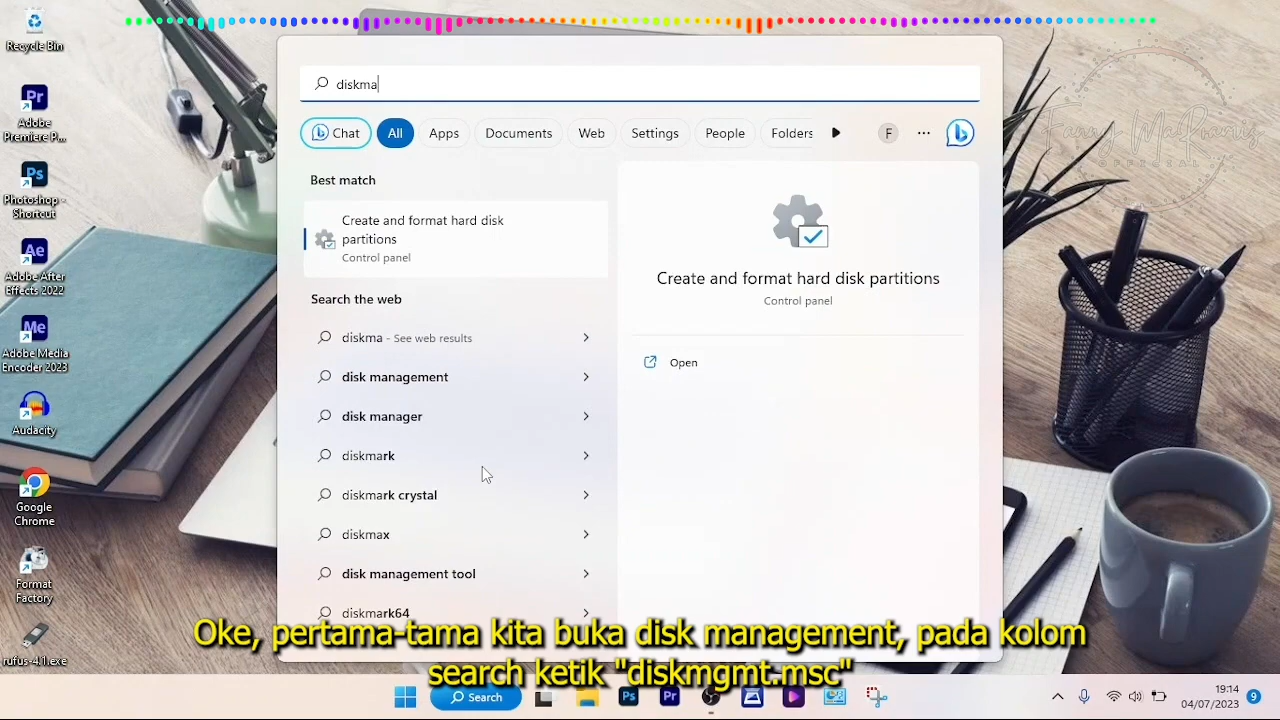 Recycle Bin
Adobe
Premiere P...
Photoshop -
Shortcut
Adobe After
Effects 2022
Adobe Media
Encoder 2023
Audacity
Google
Chrome
Format
Factory
rufus-4.1.exe
diskma
Chat
All
Apps
Documents
Web
Settings
People
Folders
F
Best match
Create and format hard disk
partitions
Control panel
Search the web
diskma - See web results
disk management
disk manager
diskmark
diskmark crystal
diskmax
disk management tool
diskmark64
Create and format hard disk partitions
Control panel
Open
Fanny MaRianus
OFFICIAL
Oke, pertama-tama kita buka disk management, pada kolom
search ketik "diskmgmt.msc"
Search
19:14
04/07/2023
9